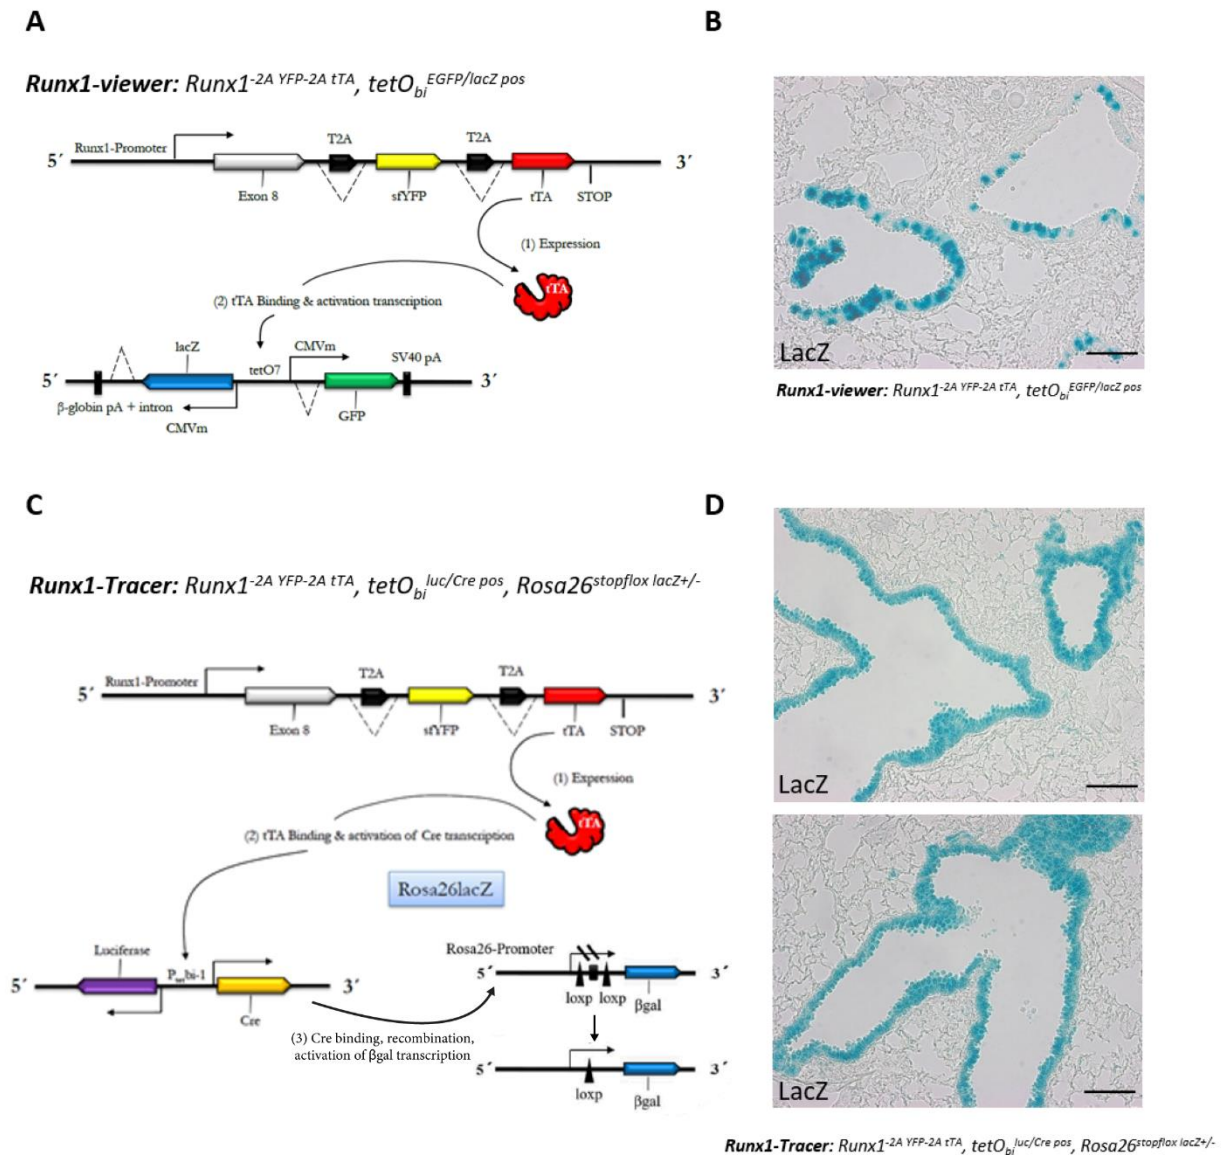 A
Runx1-viewer: Runx1-2A YFP-2A tTA, tetObiEGFP/lacZ pos
Runx1-Promoter
T2A
T2A
5´
3´
Exon 8
sfYFP
tTA
STOP
(1) Expression
tTA
(2) tTA Binding & activation transcription
lacZ
tetO7
CMVm
SV40 pA
5´
3´
β-globin pA + intron
CMVm
GFP
B
LacZ
Runx1-viewer: Runx1-2A YFP-2A tTA, tetObiEGFP/lacZ pos
C
Runx1-Tracer: Runx1-2A YFP-2A tTA, tetObiluc/Cre pos, Rosa26stopflox lacZ+/-
Runx1-Promoter
T2A
T2A
5´
3´
Exon 8
sfYFP
tTA
STOP
(1) Expression
tTA
(2) tTA Binding & activation of Cre transcription
Rosa26lacZ
Luciferase
Ptetbi-1
5´
3´
Cre
(3) Cre binding, recombination,
activation of βgal transcription
Rosa26-Promoter
5´
3´
loxp
loxp
βgal
5´
3´
loxp
βgal
D
LacZ
LacZ
Runx1-Tracer: Runx1-2A YFP-2A tTA, tetObiluc/Cre pos, Rosa26stopflox lacZ+/-